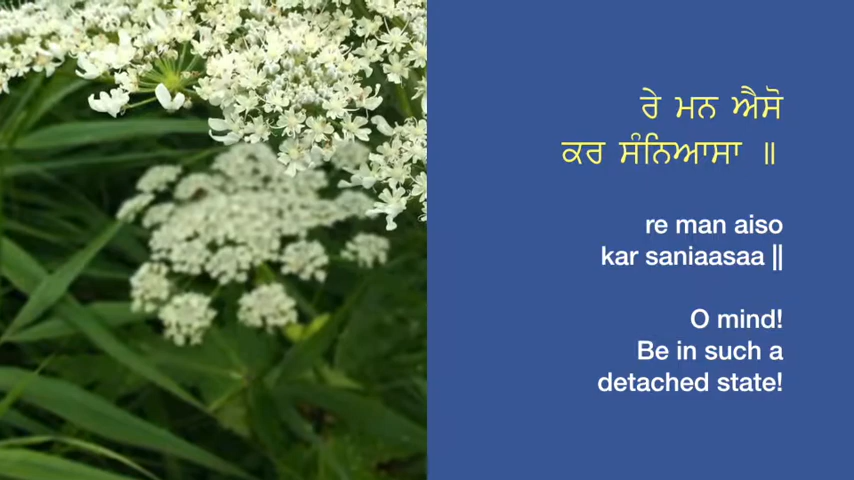 ਰੇ ਮਨ ਐਸੋ
ਕਰ ਸੰਨਿਆਸਾ ॥
re man aiso
kar saniaasaa ||
O mind!
Be in such a
detached state!